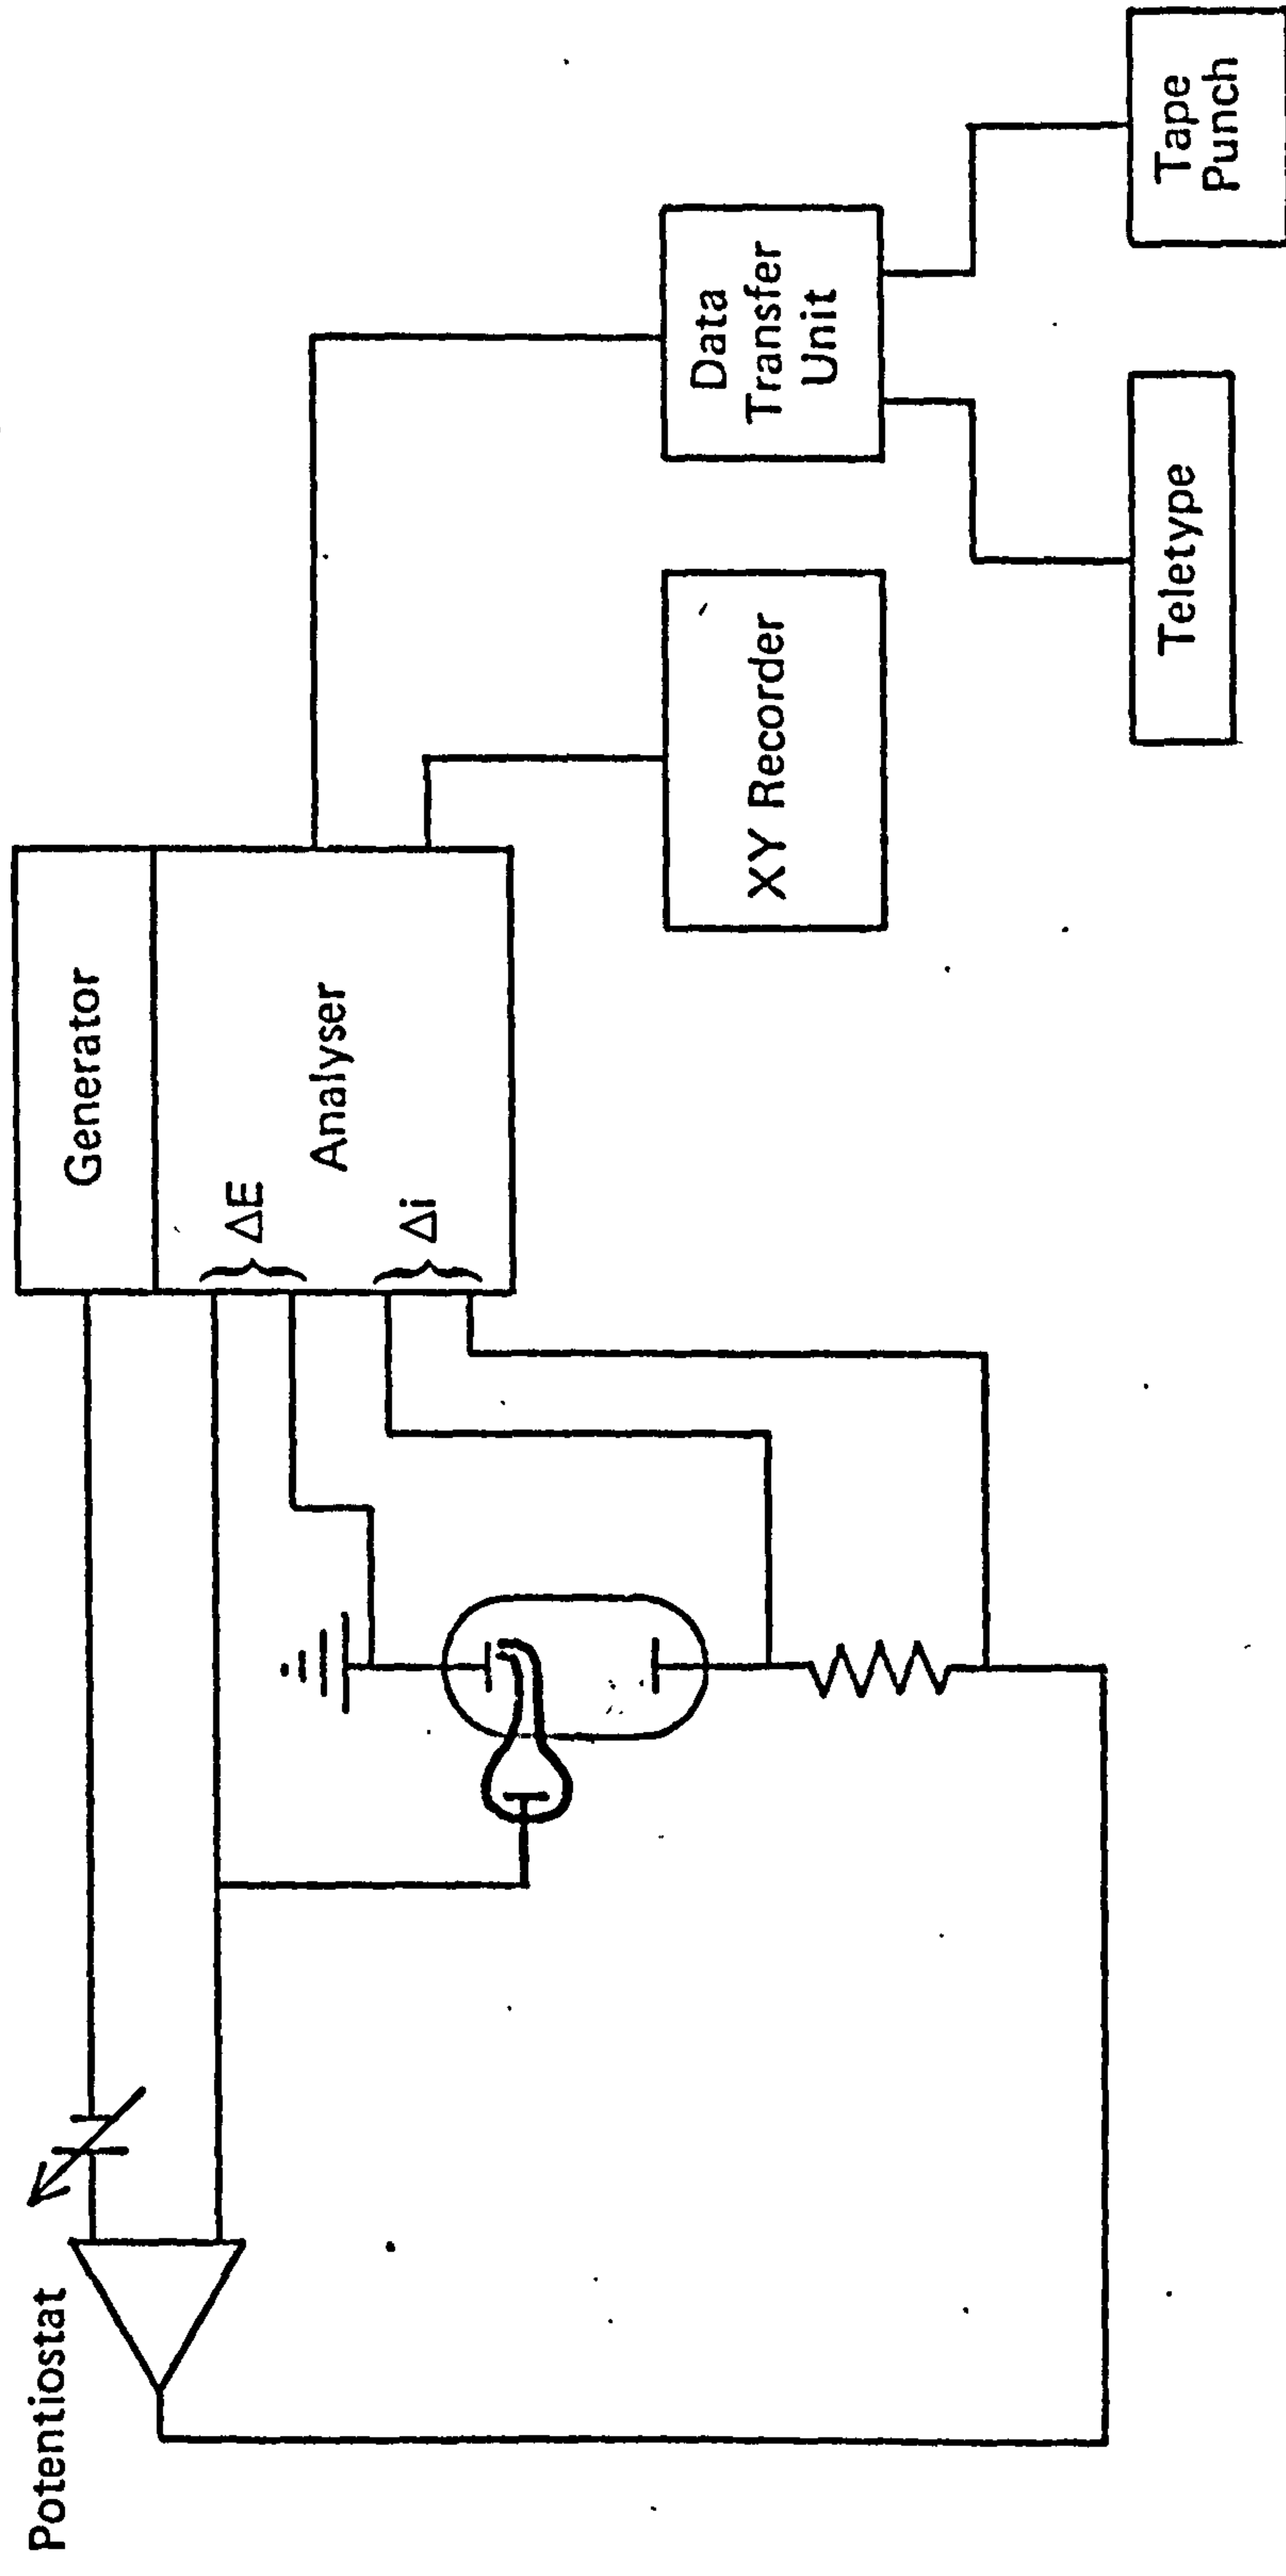 Potentiostat
Generator
ΔE
Analyser
Δi
XY Recorder
Data
Transfer
Unit
Teletype
Tape
Punch